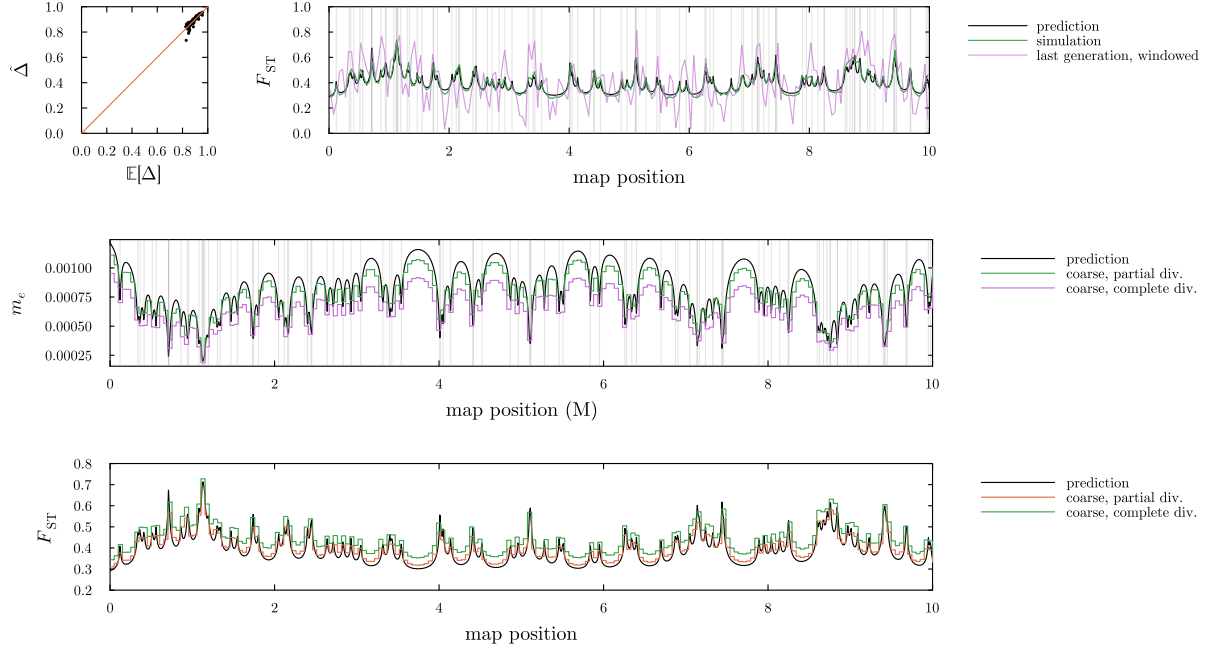 1.0
0.8
0.6
0.4
0.2
0.0
Δ̂
0.0 0.2 0.4 0.6 0.8 1.0
𝔼[Δ]
1.0
0.8
0.6
0.4
0.2
0.0
F_ST
0 2 4 6 8 10
map position
prediction
simulation
last generation, windowed
0.00100
0.00075
0.00050
0.00025
m_e
0 2 4 6 8 10
map position (M)
prediction
coarse, partial div.
coarse, complete div.
0.8
0.7
0.6
0.5
0.4
0.3
0.2
F_ST
0 2 4 6 8 10
map position
prediction
coarse, partial div.
coarse, complete div.